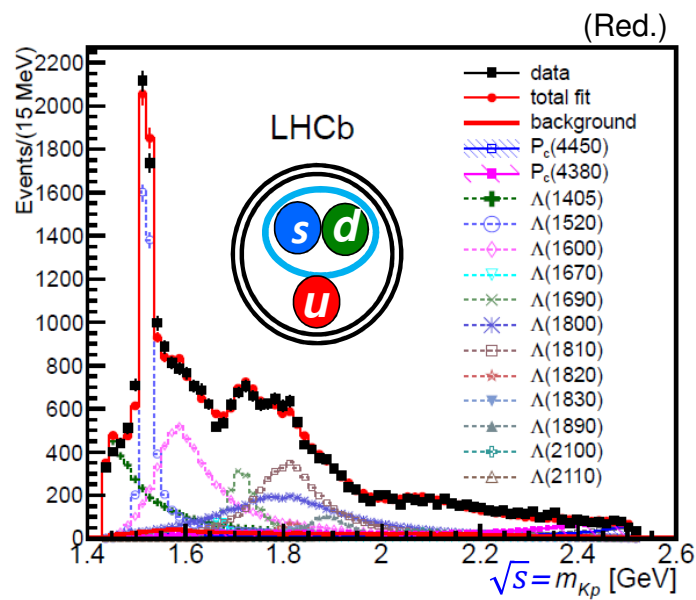 (Red.)
Events/(15 MeV)
2200
2000
1800
1600
1400
1200
1000
800
600
400
200
0
LHCb
s d
u
data
total fit
background
P_c(4450)
P_c(4380)
Λ(1405)
Λ(1520)
Λ(1600)
Λ(1670)
Λ(1690)
Λ(1800)
Λ(1810)
Λ(1820)
Λ(1830)
Λ(1890)
Λ(2100)
Λ(2110)
1.4 1.6 1.8 2 2.2 2.4 2.6
√s = m_Kp [GeV]